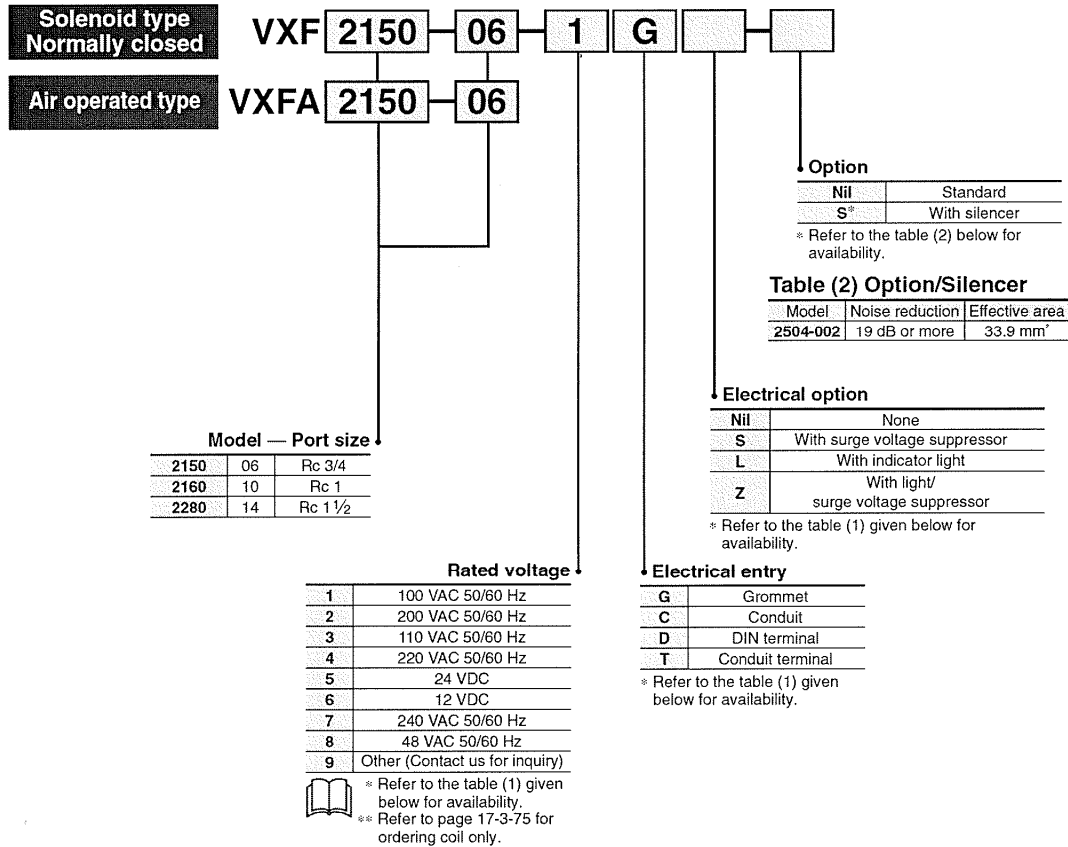 Solenoid type
Normally closed
VXF 2150 — 06 — 1 G —
Air operated type
VXFA 2150 — 06
Option
Nil Standard
S* With silencer
* Refer to the table (2) below for
availability.
Table (2) Option/Silencer
Model Noise reduction Effective area
2504-002 19 dB or more 33.9 mm²
Electrical option
Nil None
S With surge voltage suppressor
L With indicator light
Z With light/
surge voltage suppressor
* Refer to the table (1) given below for
availability.
Model — Port size
2150 06 Rc 3/4
2160 10 Rc 1
2280 14 Rc 1 1/2
Rated voltage
1 100 VAC 50/60 Hz
2 200 VAC 50/60 Hz
3 110 VAC 50/60 Hz
4 220 VAC 50/60 Hz
5 24 VDC
6 12 VDC
7 240 VAC 50/60 Hz
8 48 VAC 50/60 Hz
9 Other (Contact us for inquiry)
* Refer to the table (1) given
below for availability.
** Refer to page 17-3-75 for
ordering coil only.
Electrical entry
G Grommet
C Conduit
D DIN terminal
T Conduit terminal
* Refer to the table (1) given
below for availability.